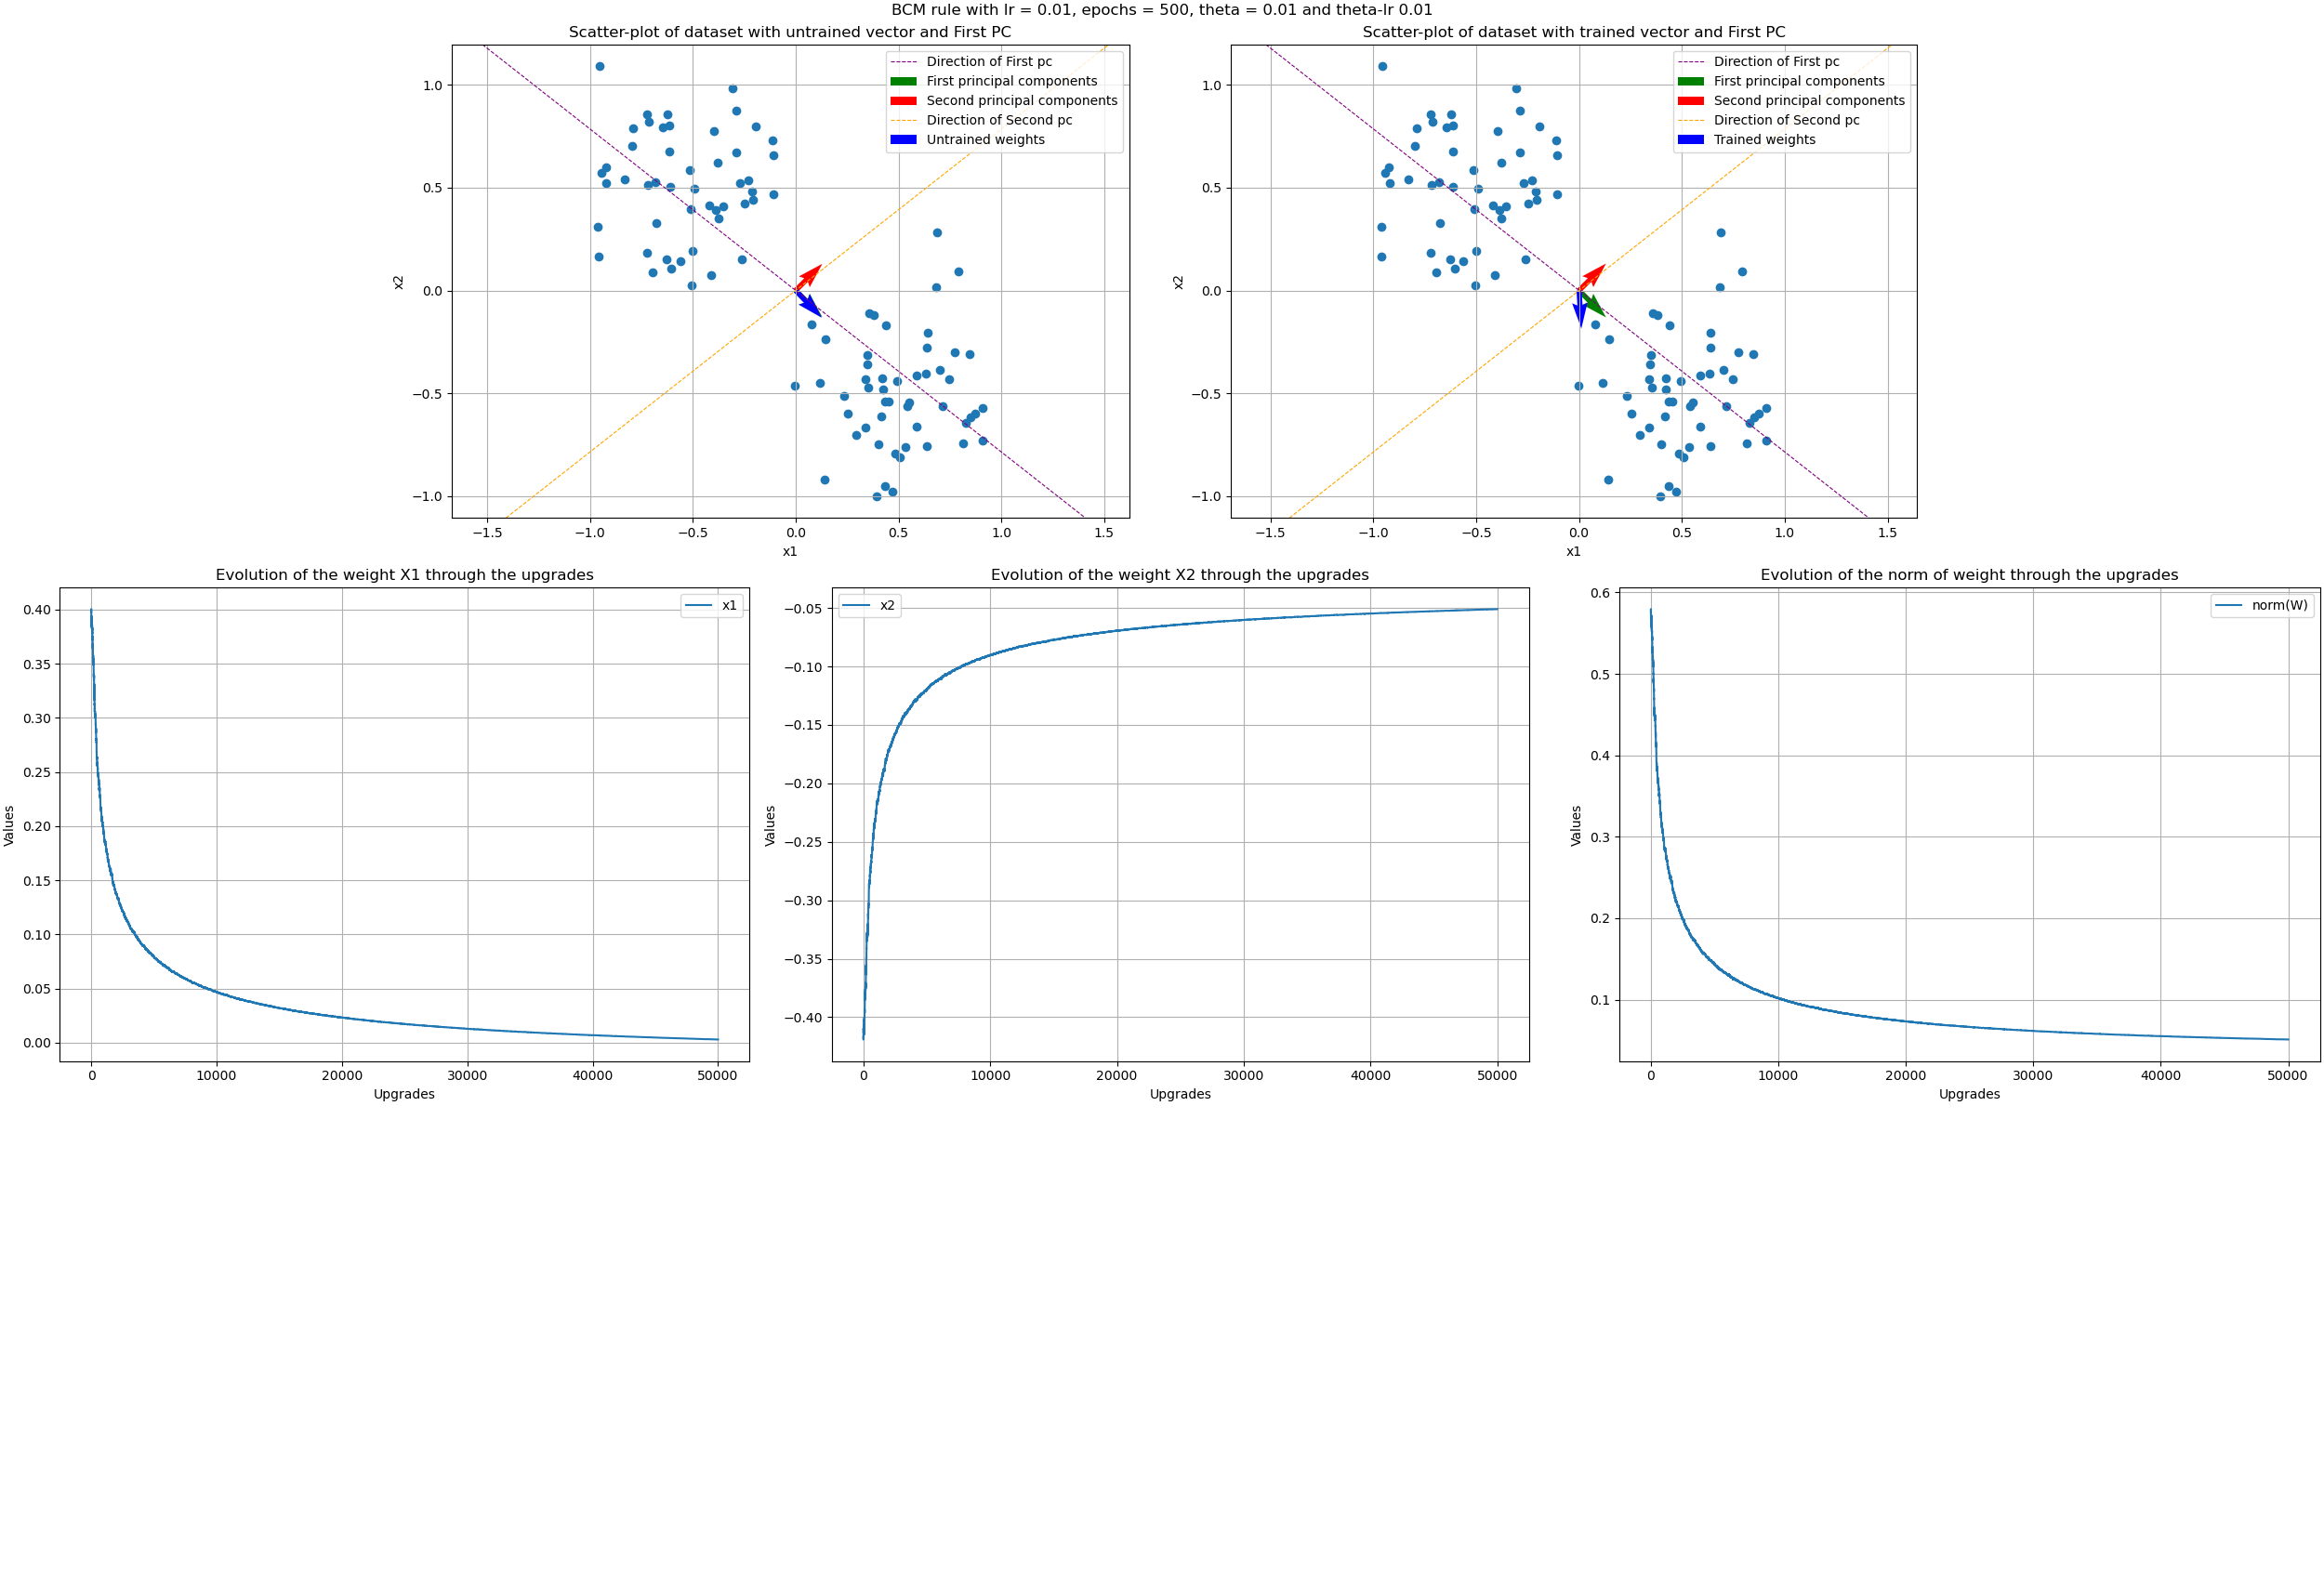 BCM rule with lr = 0.01, epochs = 500, theta = 0.01 and theta-lr 0.01
Scatter-plot of dataset with untrained vector and First PC
Direction of First pc
First principal components
Second principal components
Direction of Second pc
Untrained weights
x2
1.0
0.5
0.0
−0.5
−1.0
−1.5
−1.0
−0.5
0.0
0.5
1.0
1.5
x1
Scatter-plot of dataset with trained vector and First PC
Direction of First pc
First principal components
Second principal components
Direction of Second pc
Trained weights
x2
1.0
0.5
0.0
−0.5
−1.0
−1.5
−1.0
−0.5
0.0
0.5
1.0
1.5
x1
Evolution of the weight X1 through the upgrades
x1
Values
0.40
0.35
0.30
0.25
0.20
0.15
0.10
0.05
0.00
0
10000
20000
30000
40000
50000
Upgrades
Evolution of the weight X2 through the upgrades
x2
Values
−0.05
−0.10
−0.15
−0.20
−0.25
−0.30
−0.35
−0.40
0
10000
20000
30000
40000
50000
Upgrades
Evolution of the norm of weight through the upgrades
norm(W)
Values
0.6
0.5
0.4
0.3
0.2
0.1
0
10000
20000
30000
40000
50000
Upgrades